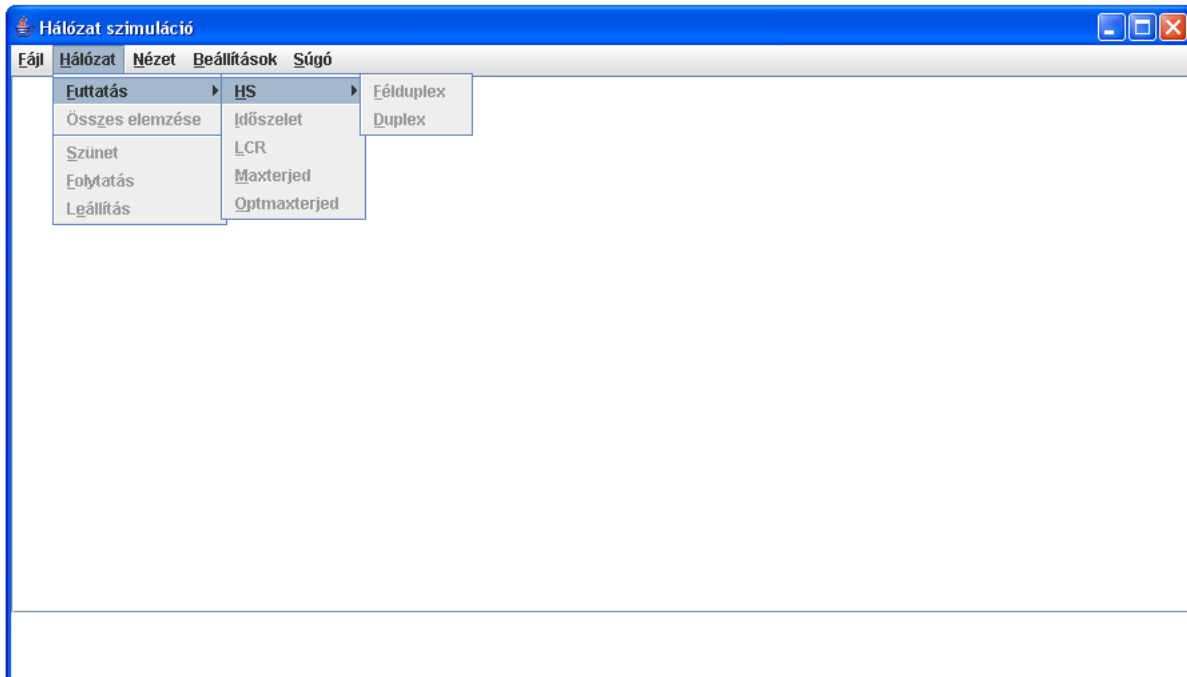 Hálózat szimuláció
Fájl Hálózat Nézet Beállítások Súgó
Futtatás HS Félduplex
Összes elemzése Időszelet Duplex
Szünet LCR
Folytatás Maxterjed
Leállítás Optmaxterjed